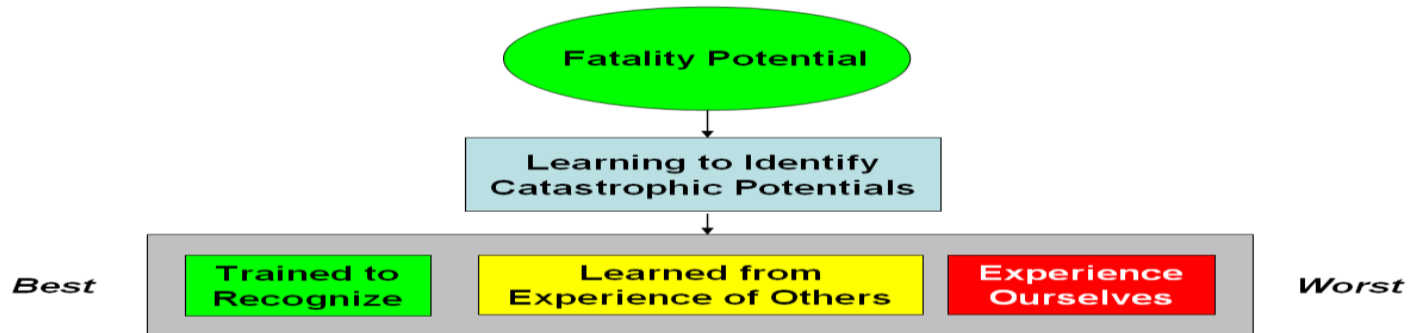 Fatality Potential
Learning to Identify
Catastrophic Potentials
Best
Trained to
Recognize
Learned from
Experience of Others
Experience
Ourselves
Worst